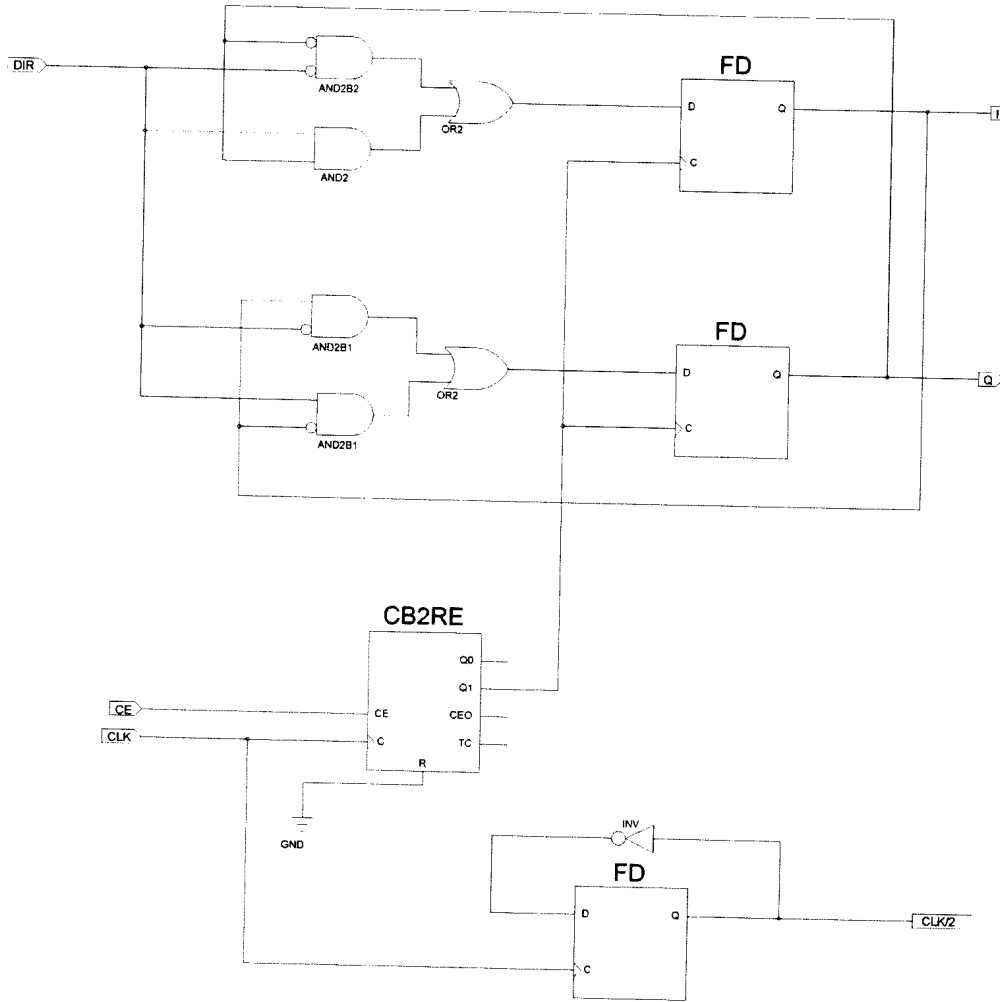 DIR
AND2B2
AND2
OR2
FD
D
Q
C
I
AND2B1
AND2B1
OR2
FD
D
Q
C
Q
CB2RE
Q0
Q1
CE
CEO
C
TC
R
CE
CLK
GND
INV
FD
D
Q
C
CLK/2